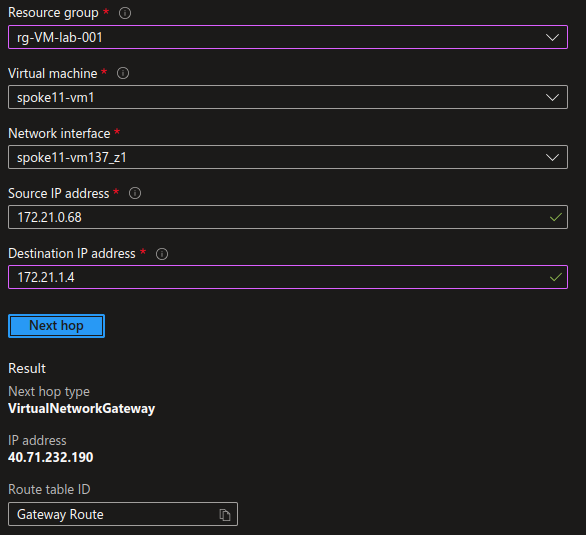 Resource group *
rg-VM-lab-001
Virtual machine *
spoke11-vm1
Network interface *
spoke11-vm137_z1
Source IP address *
172.21.0.68
Destination IP address *
172.21.1.4
Next hop
Result
Next hop type
VirtualNetworkGateway
IP address
40.71.232.190
Route table ID
Gateway Route